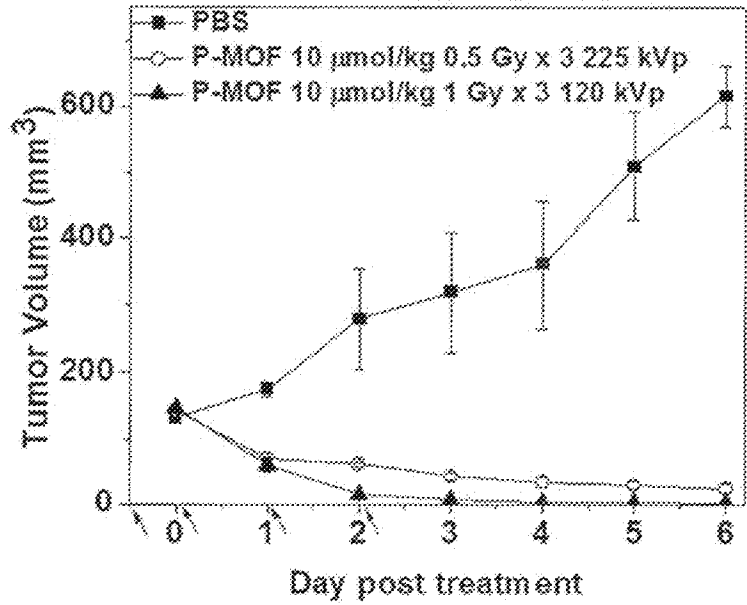 PBS
P-MOF 10 μmol/kg 0.5 Gy x 3 225 kVp
P-MOF 10 μmol/kg 1 Gy x 3 120 kVp
Tumor Volume (mm³)
600
400
200
0
0 1 2 3 4 5 6
Day post treatment